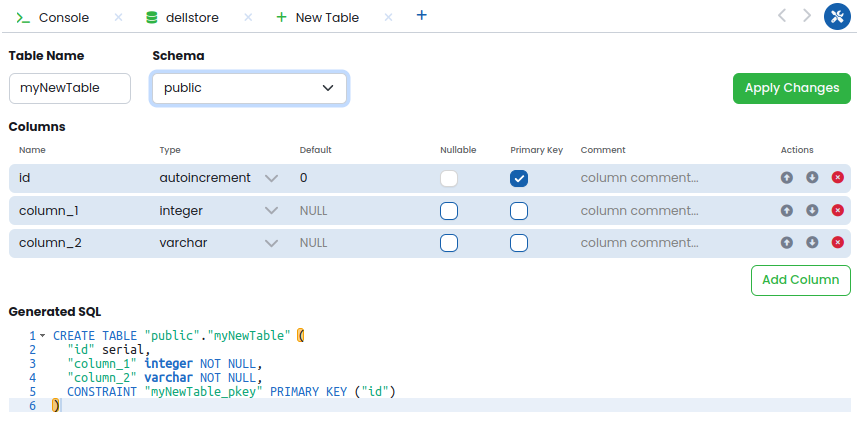 Console dellstore New Table
Table Name Schema
myNewTable public Apply Changes
Columns
Name Type Default Nullable Primary Key Comment Actions
id autoincrement 0 column comment...
column_1 integer NULL column comment...
column_2 varchar NULL column comment...
Add Column
Generated SQL
1 CREATE TABLE "public"."myNewTable" (
2 "id" serial,
3 "column_1" integer NOT NULL,
4 "column_2" varchar NOT NULL,
5 CONSTRAINT "myNewTable_pkey" PRIMARY KEY ("id")
6 )